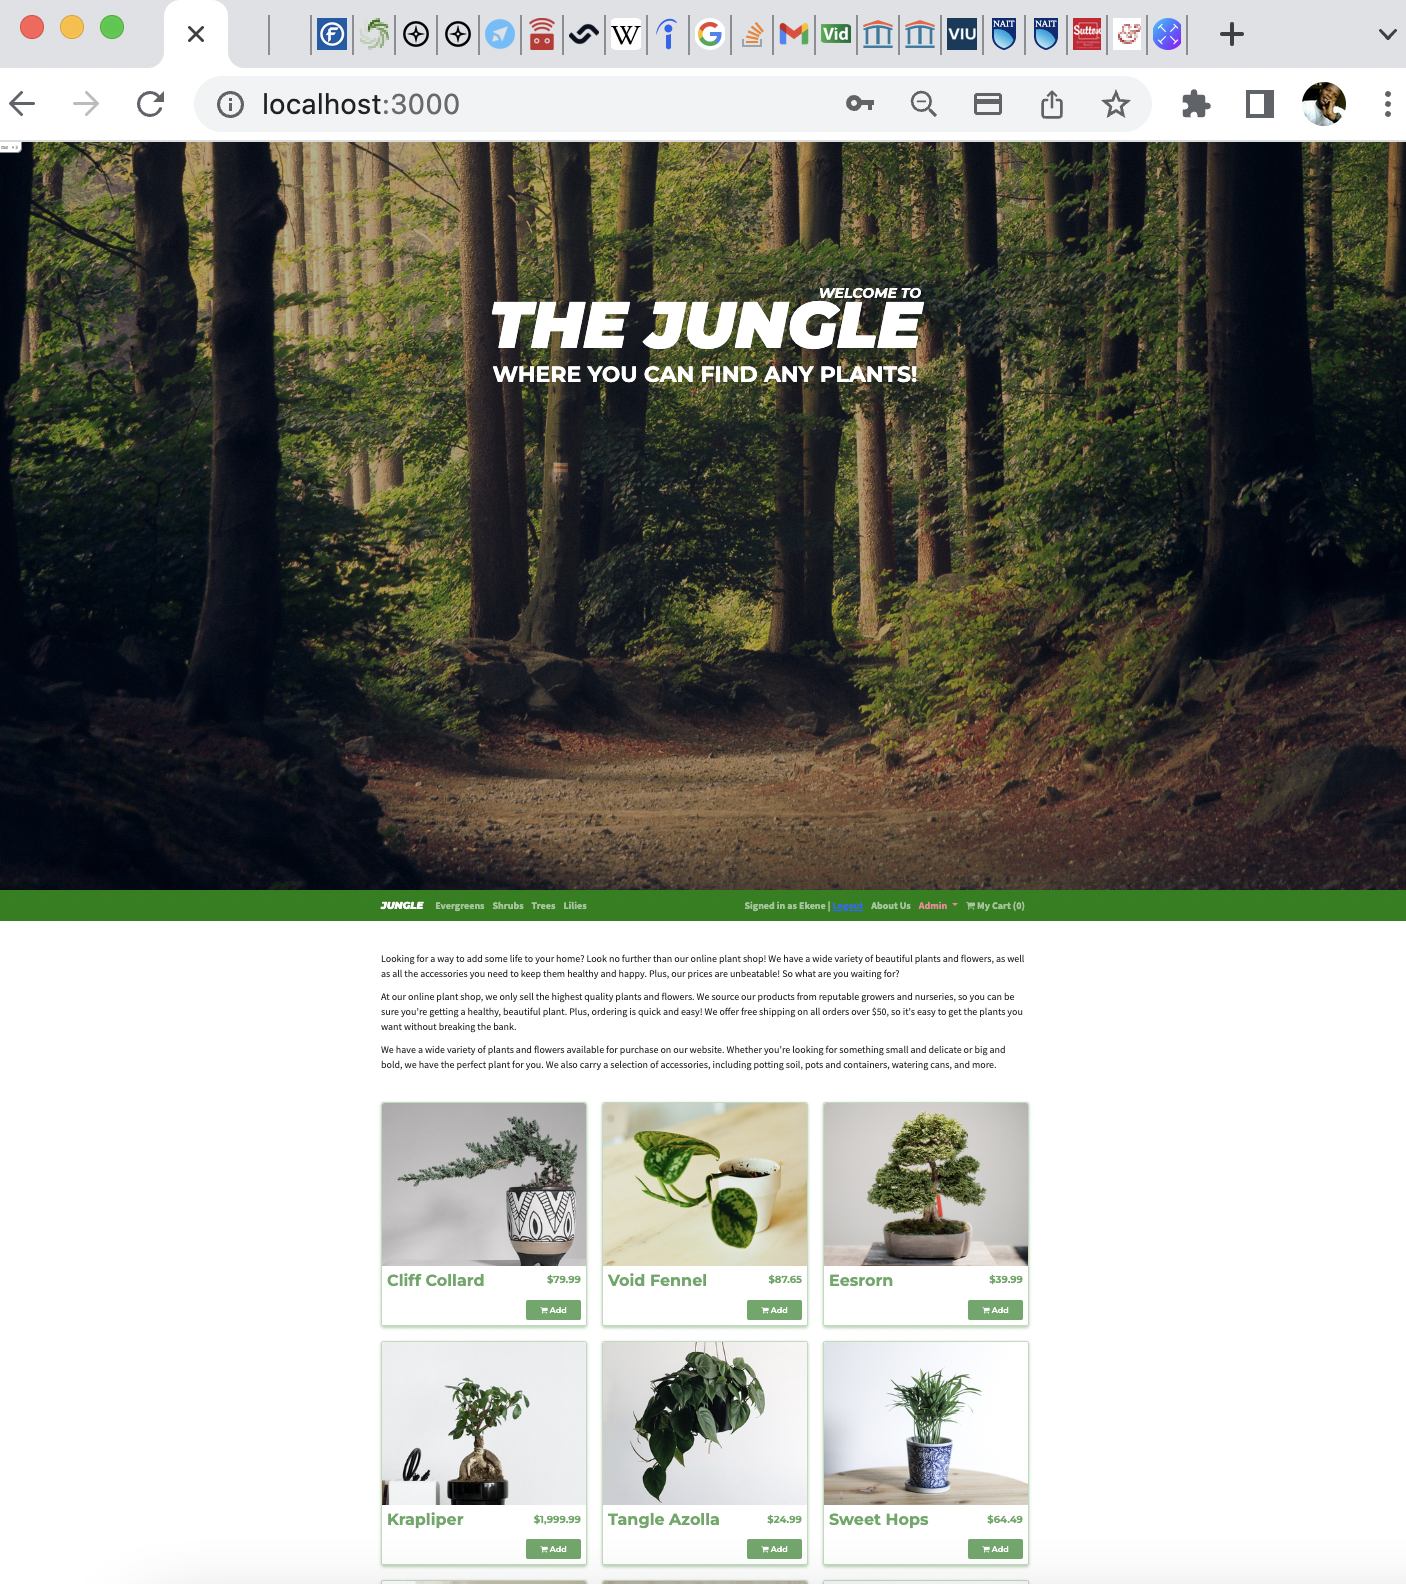 Vid
VIU
NAIT
NAIT
Sutton
localhost:3000
WELCOME TO
THE JUNGLE
WHERE YOU CAN FIND ANY PLANTS!
JUNGLE Evergreens Shrubs Trees Lilies Signed in as Ekene | Logout About Us Admin My Cart (0)
Looking for a way to add some life to your home? Look no further than our online plant shop! We have a wide variety of beautiful plants and flowers, as well
as all the accessories you need to keep them healthy and happy. Plus, our prices are unbeatable! So what are you waiting for?
At our online plant shop, we only sell the highest quality plants and flowers. We source our products from reputable growers and nurseries, so you can be
sure you're getting a healthy, beautiful plant. Plus, ordering is quick and easy! We offer free shipping on all orders over $50, so it's easy to get the plants you
want without breaking the bank.
We have a wide variety of plants and flowers available for purchase on our website. Whether you're looking for something small and delicate or big and
bold, we have the perfect plant for you. We also carry a selection of accessories, including potting soil, pots and containers, watering cans, and more.
Cliff Collard $79.99
Add
Void Fennel $87.65
Add
Eesrorn $39.99
Add
Krapliper $1,999.99
Add
Tangle Azolla $24.99
Add
Sweet Hops $64.49
Add